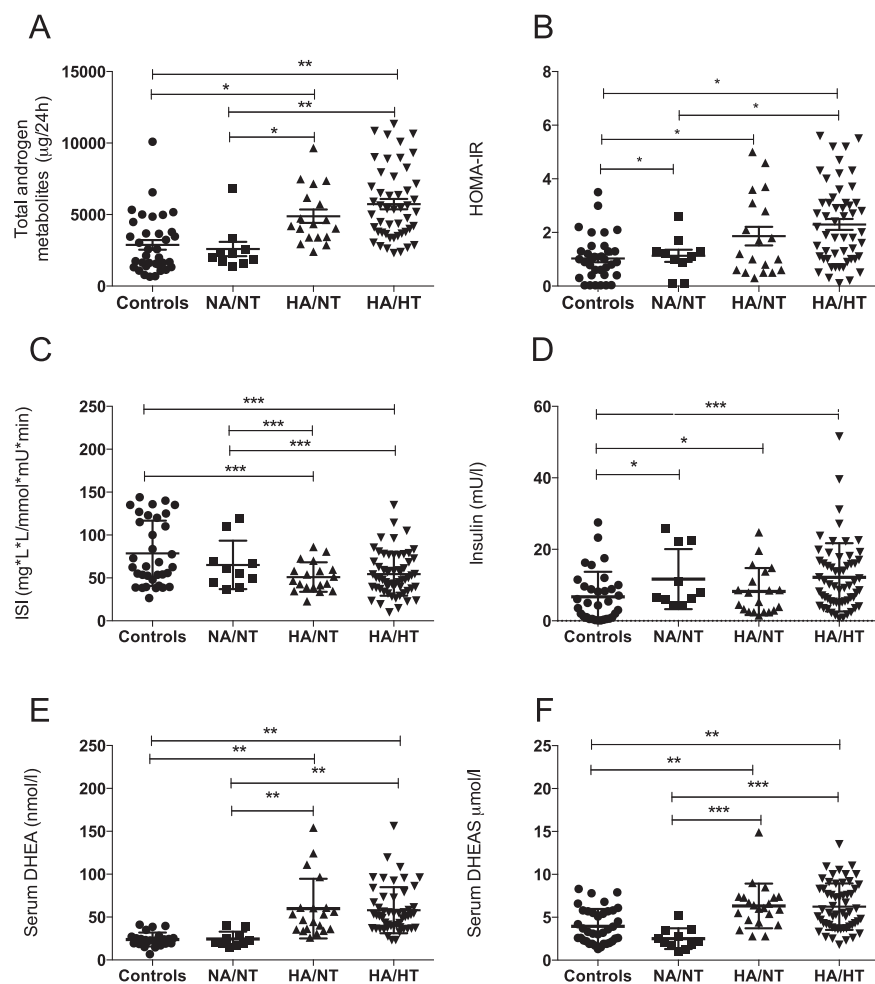 A
Total androgen
metabolites (μg/24h)
15000
10000
5000
0
**
*
**
*
Controls NA/NT HA/NT HA/HT
B
HOMA-IR
8
6
4
2
0
*
*
*
*
Controls NA/NT HA/NT HA/HT
C
ISI (mg*L*L/mmol*mU*min)
250
200
150
100
50
0
***
***
***
***
Controls NA/NT HA/NT HA/HT
D
Insulin (mU/l)
60
40
20
0
***
*
*
Controls NA/NT HA/NT HA/HT
E
Serum DHEA (nmol/l)
250
200
150
100
50
0
**
**
**
**
Controls NA/NT HA/NT HA/HT
F
Serum DHEAS μmol/l
25
20
15
10
5
0
**
**
***
***
Controls NA/NT HA/NT HA/HT